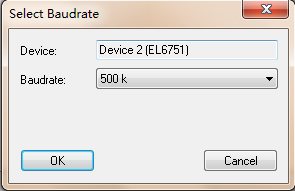 Select Baudrate
Device: Device 2 (EL6751)
Baudrate: 500 k
OK Cancel